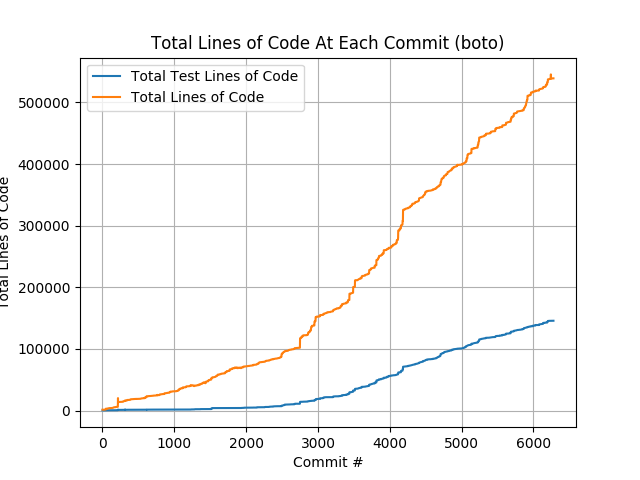 Total Lines of Code At Each Commit (boto)
Total Test Lines of Code
Total Lines of Code
Total Lines of Code
500000
400000
300000
200000
100000
0
0 1000 2000 3000 4000 5000 6000
Commit #